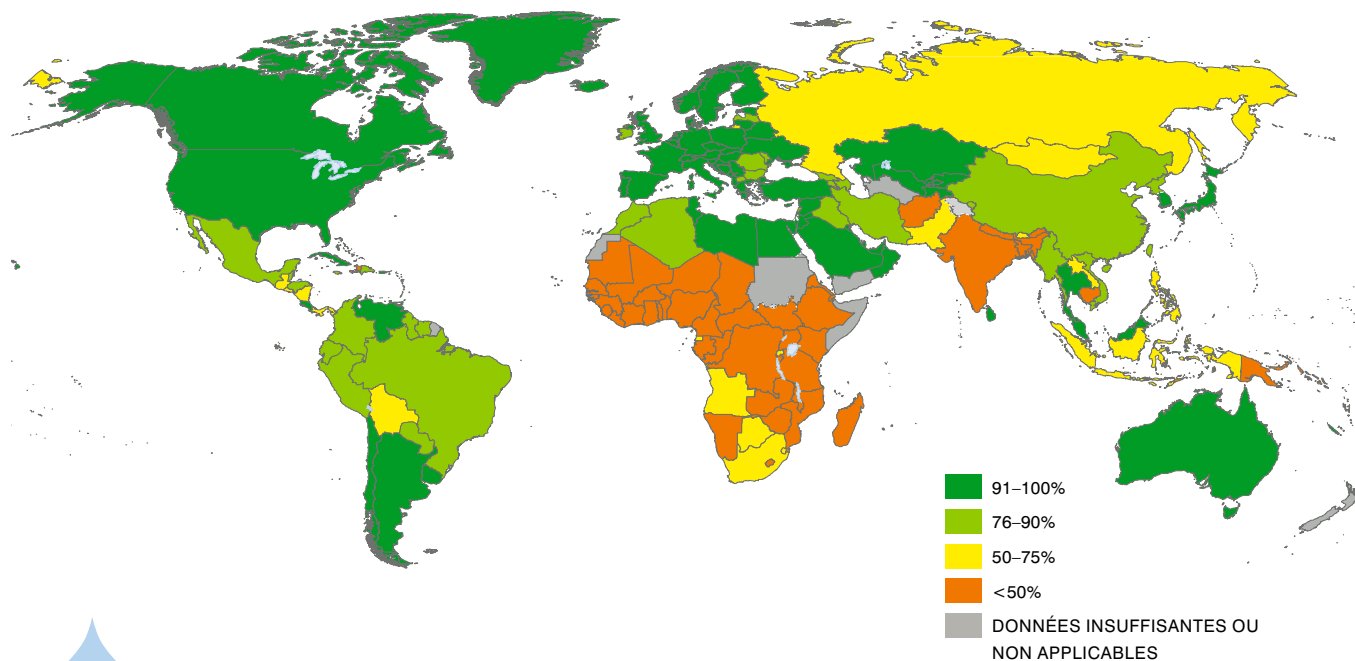 91–100%
76–90%
50–75%
<50%
DONNÉES INSUFFISANTES OU
NON APPLICABLES